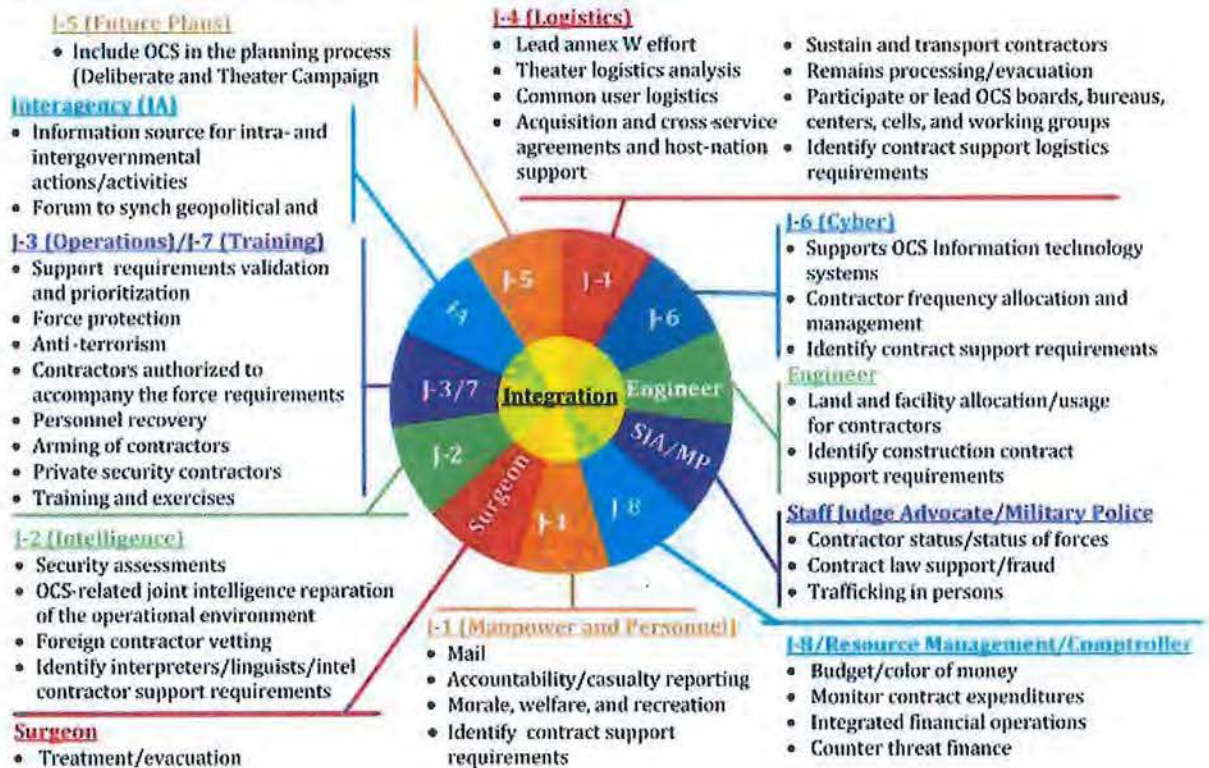 J-5 (Future Plans)
• Include OCS in the planning process
(Deliberate and Theater Campaign
Interagency (IA)
• Information source for intra- and
intergovernmental
actions/activities
• Forum to synch geopolitical and
J-3 (Operations)/J-7 (Training)
• Support requirements validation
and prioritization
• Force protection
• Anti-terrorism
• Contractors authorized to
accompany the force requirements
• Personnel recovery
• Arming of contractors
• Private security contractors
• Training and exercises
J-2 (Intelligence)
• Security assessments
• OCS-related joint intelligence reparation
of the operational environment
• Foreign contractor vetting
• Identify interpreters/linguists/intel
contractor support requirements
Surgeon
• Treatment/evacuation
J-4 (Logistics)
• Lead annex W effort
• Theater logistics analysis
• Common user logistics
• Acquisition and cross-service
agreements and host-nation
support
• Sustain and transport contractors
• Remains processing/evacuation
• Participate or lead OCS boards, bureaus,
centers, cells, and working groups
• Identify contract support logistics
requirements
J-5
J-4
IA
J-6
J-3/7
Integration
Engineer
J-2
SJA/MP
Surgeon
J-1
J-8
J-6 (Cyber)
• Supports OCS Information technology
systems
• Contractor frequency allocation and
management
• Identify contract support requirements
Engineer
• Land and facility allocation/usage
for contractors
• Identify construction contract
support requirements
Staff Judge Advocate/Military Police
• Contractor status/status of forces
• Contract law support/fraud
• Trafficking in persons
J-1 (Manpower and Personnel)
• Mail
• Accountability/casualty reporting
• Morale, welfare, and recreation
• Identify contract support
requirements
J-8/Resource Management/Comptroller
• Budget/color of money
• Monitor contract expenditures
• Integrated financial operations
• Counter threat finance